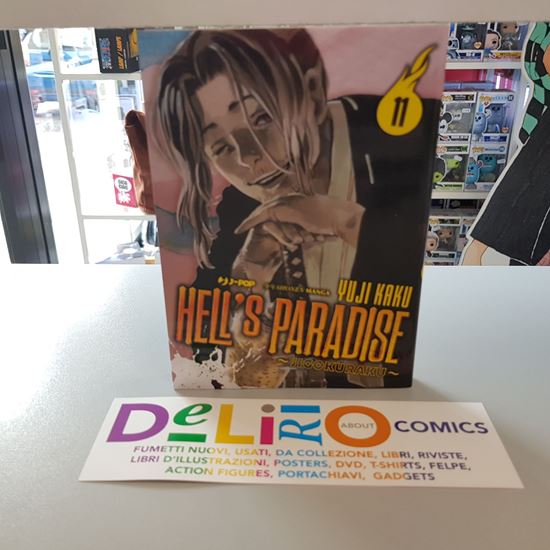 11
J-POP
MANGA
YUJI KAKU
HELL'S PARADISE
~JIGOKURAKU~
DeLiRiO
ABOUT
COMICS
FUMETTI NUOVI, USATI, DA COLLEZIONE, LIBRI, RIVISTE,
LIBRI D'ILLUSTRAZIONI, POSTERS, DVD, T-SHIRTS, FELPE,
ACTION FIGURES, PORTACHIAVI, GADGETS